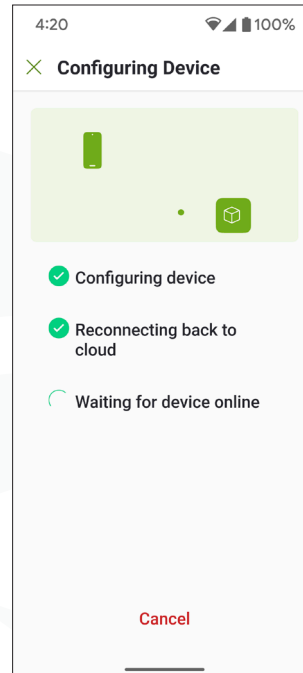 4:20 100%
Configuring Device
Configuring device
Reconnecting back to
cloud
Waiting for device online
Cancel